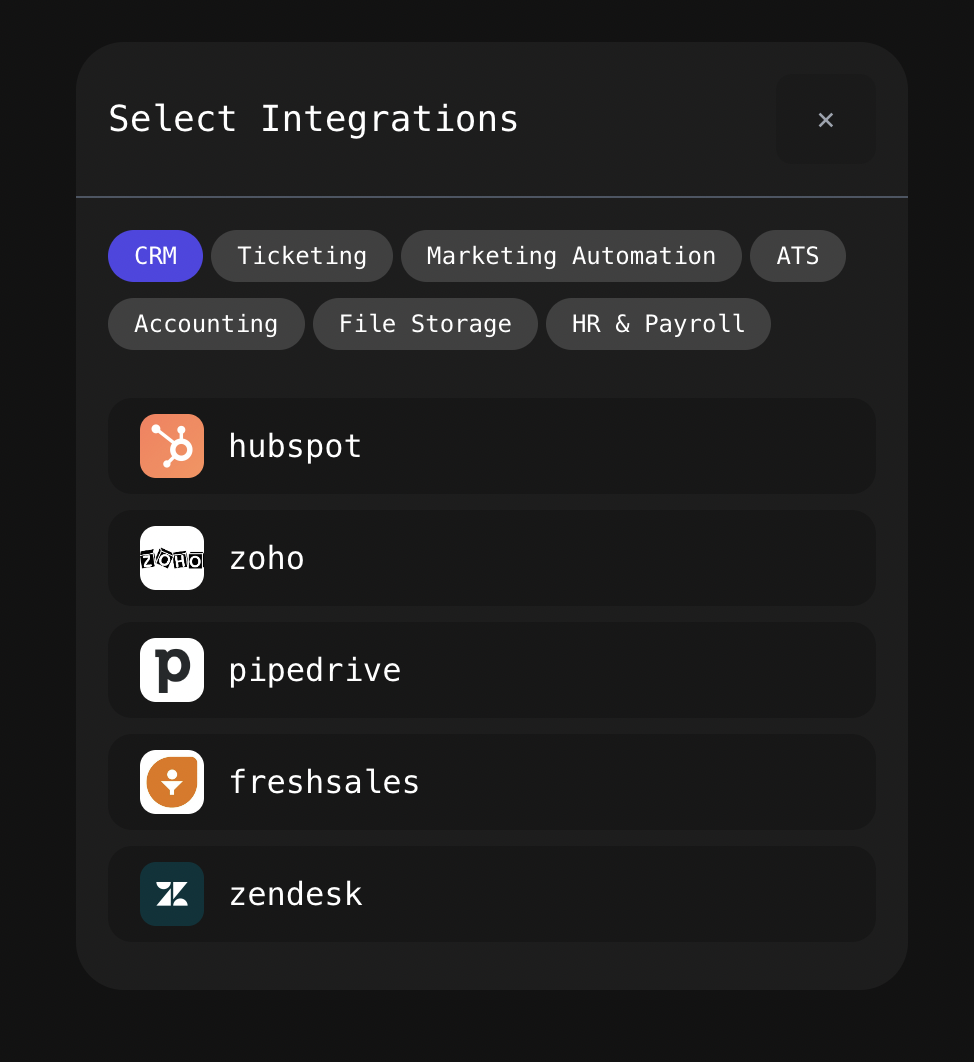 Select Integrations ×
CRM Ticketing Marketing Automation ATS
Accounting File Storage HR & Payroll
hubspot
ZOHO zoho
p pipedrive
freshsales
zendesk